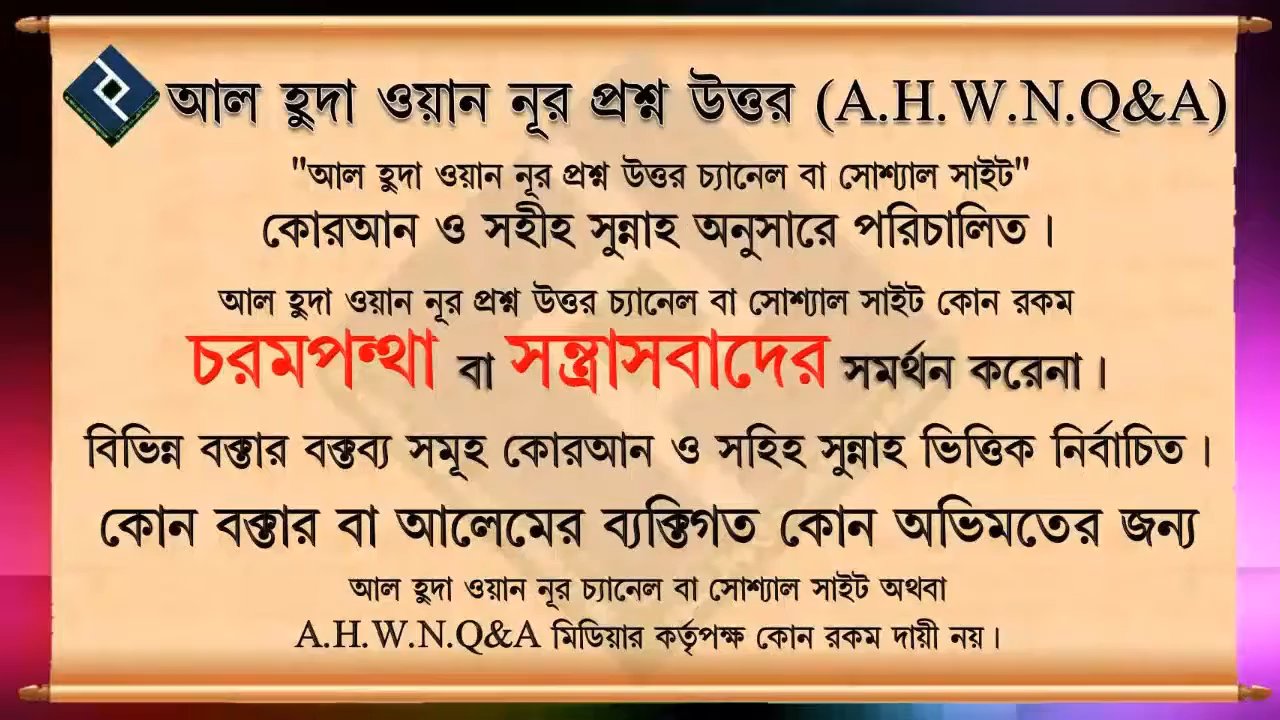 আল হুদা ওয়ান নূর প্রশ্ন উত্তর (A.H.W.N.Q&A)
"আল হুদা ওয়ান নূর প্রশ্ন উত্তর চ্যানেল বা সোশ্যাল সাইট"
কোরআন ও সহীহ সুন্নাহ অনুসারে পরিচালিত।
আল হুদা ওয়ান নূর প্রশ্ন উত্তর চ্যানেল বা সোশ্যাল সাইট কোন রকম
চরমপন্থা বা সন্ত্রাসবাদের সমর্থন করেনা।
বিভিন্ন বক্তার বক্তব্য সমূহ কোরআন ও সহিহ সুন্নাহ ভিত্তিক নির্বাচিত।
কোন বক্তার বা আলেমের ব্যক্তিগত কোন অভিমতের জন্য
আল হুদা ওয়ান নূর চ্যানেল বা সোশ্যাল সাইট অথবা
A.H.W.N.Q&A মিডিয়ার কর্তৃপক্ষ কোন রকম দায়ী নয়।